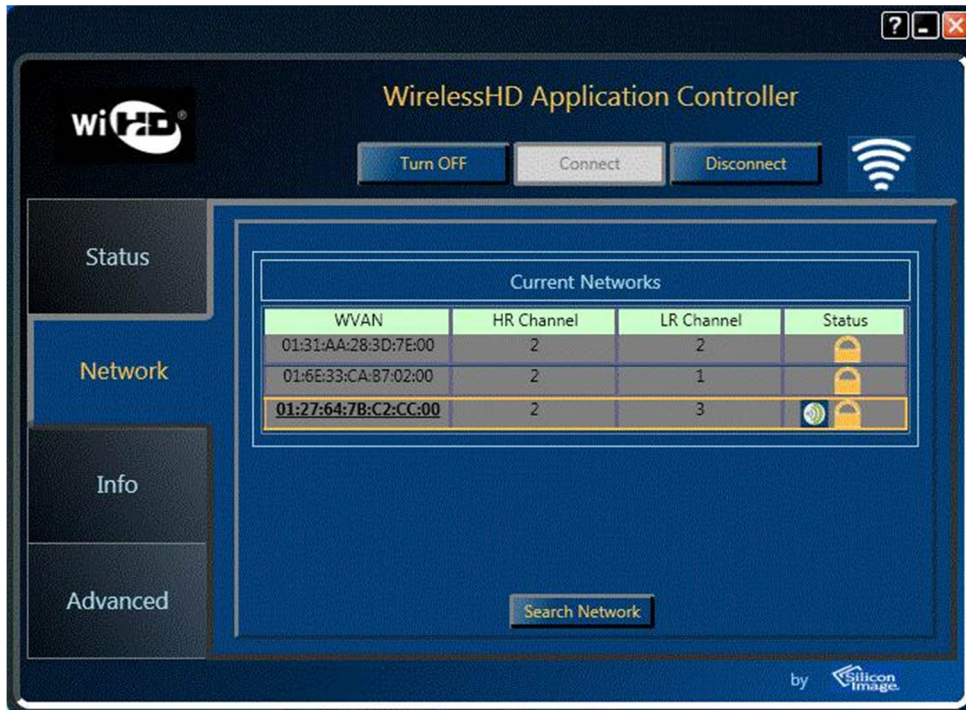 ?
WiHD®
WirelessHD Application Controller
Turn OFF
Connect
Disconnect
Status
Network
Info
Advanced
Current Networks
WVAN HR Channel LR Channel Status
01:31:AA:28:3D:7E:00 2 2
01:6E:33:CA:B7:02:00 2 1
01:27:64:7B:C2:CC:00 2 3
Search Network
by Silicon Image